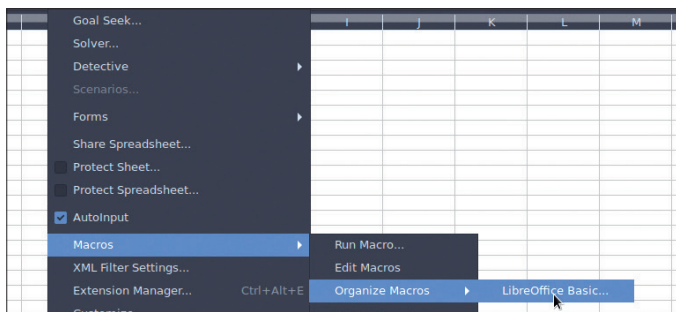 Goal Seek...
I J K L M
Solver...
Detective
Scenarios...
Forms
Share Spreadsheet...
Protect Sheet...
Protect Spreadsheet...
AutoInput
Macros
Run Macro...
XML Filter Settings...
Edit Macros
Extension Manager... Ctrl+Alt+E
Organize Macros
LibreOffice Basic...
Customize